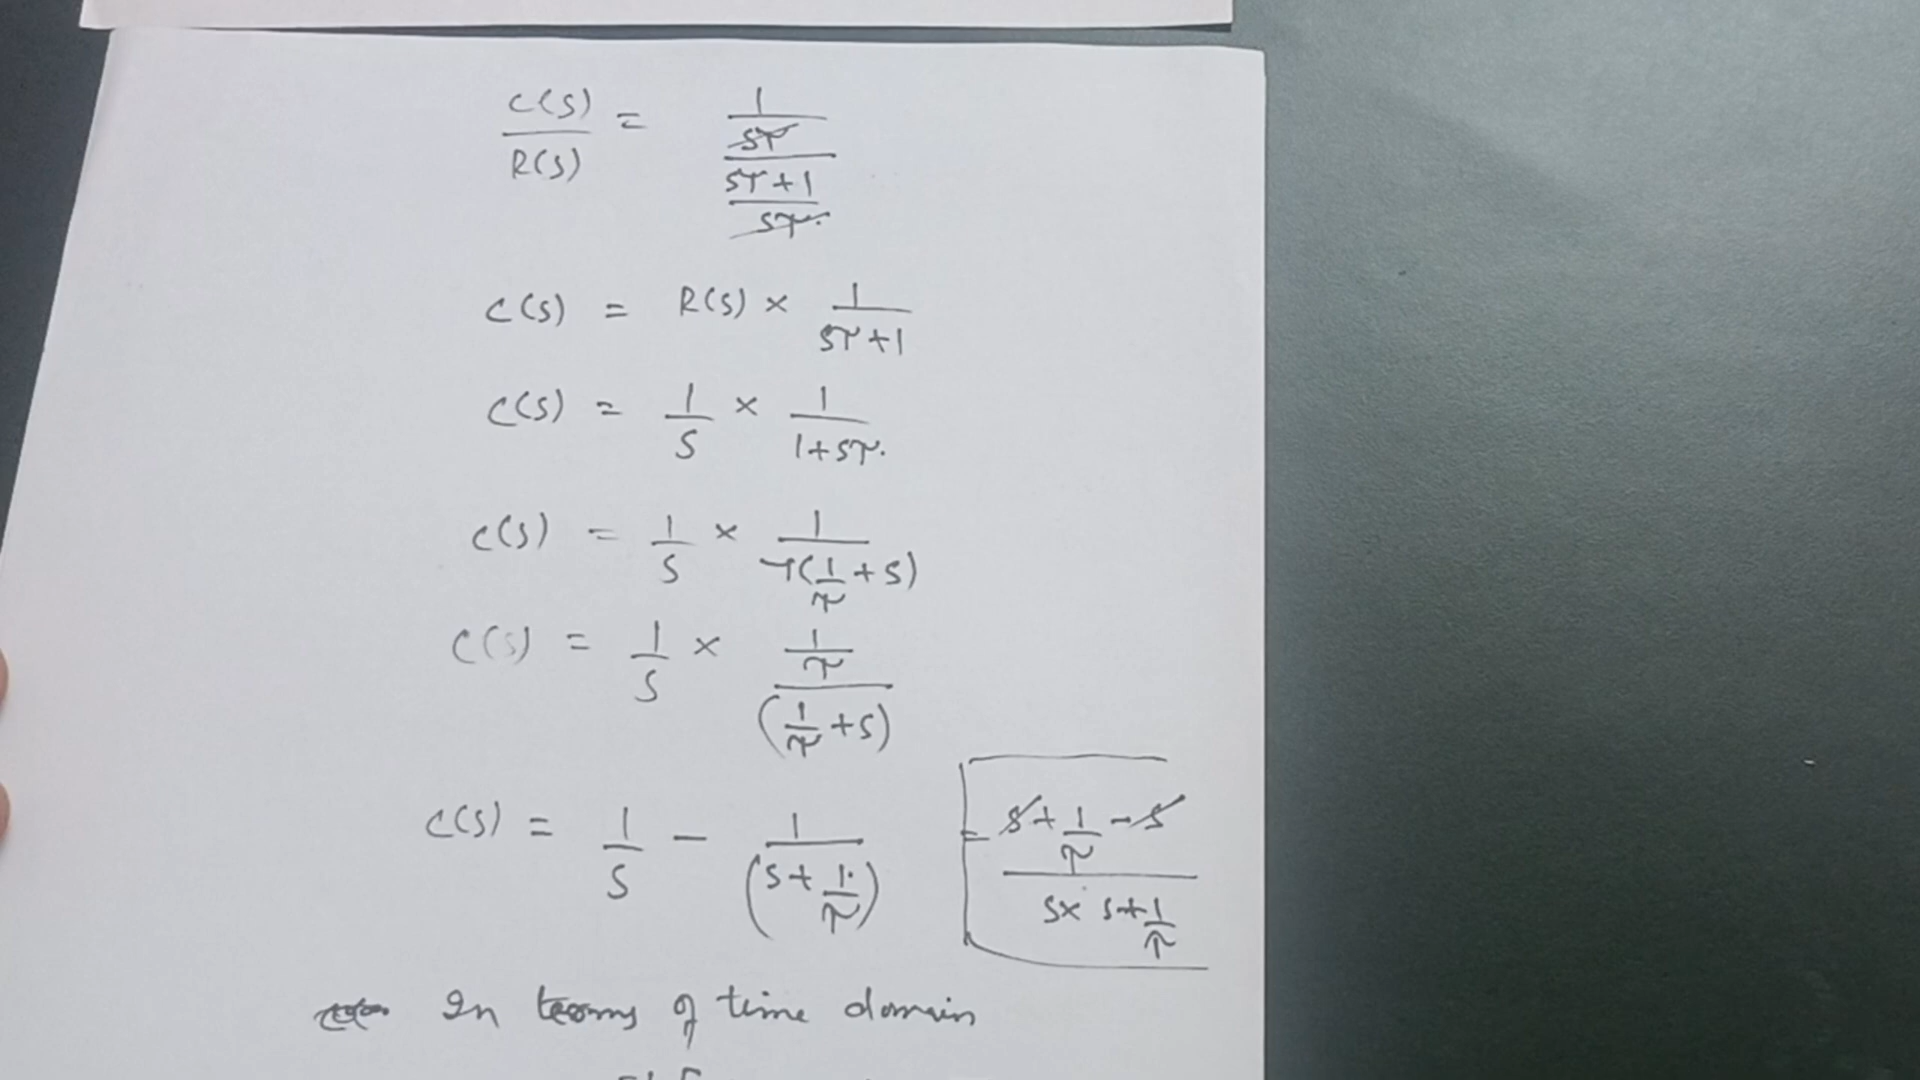 C(S)/R(S) = (1/sτ)/((sτ+1)/sτ)
C(S) = R(S) × 1/(sτ+1)
C(S) = 1/S × 1/(1+sτ)
C(S) = 1/S × 1/(τ(1/τ+s))
C(S) = 1/S × (1/τ)/(1/τ+s)
C(S) = 1/S − 1/(s+1/τ)
= (s+1/τ−s)/(s× s+1/τ)
In terms of time domain